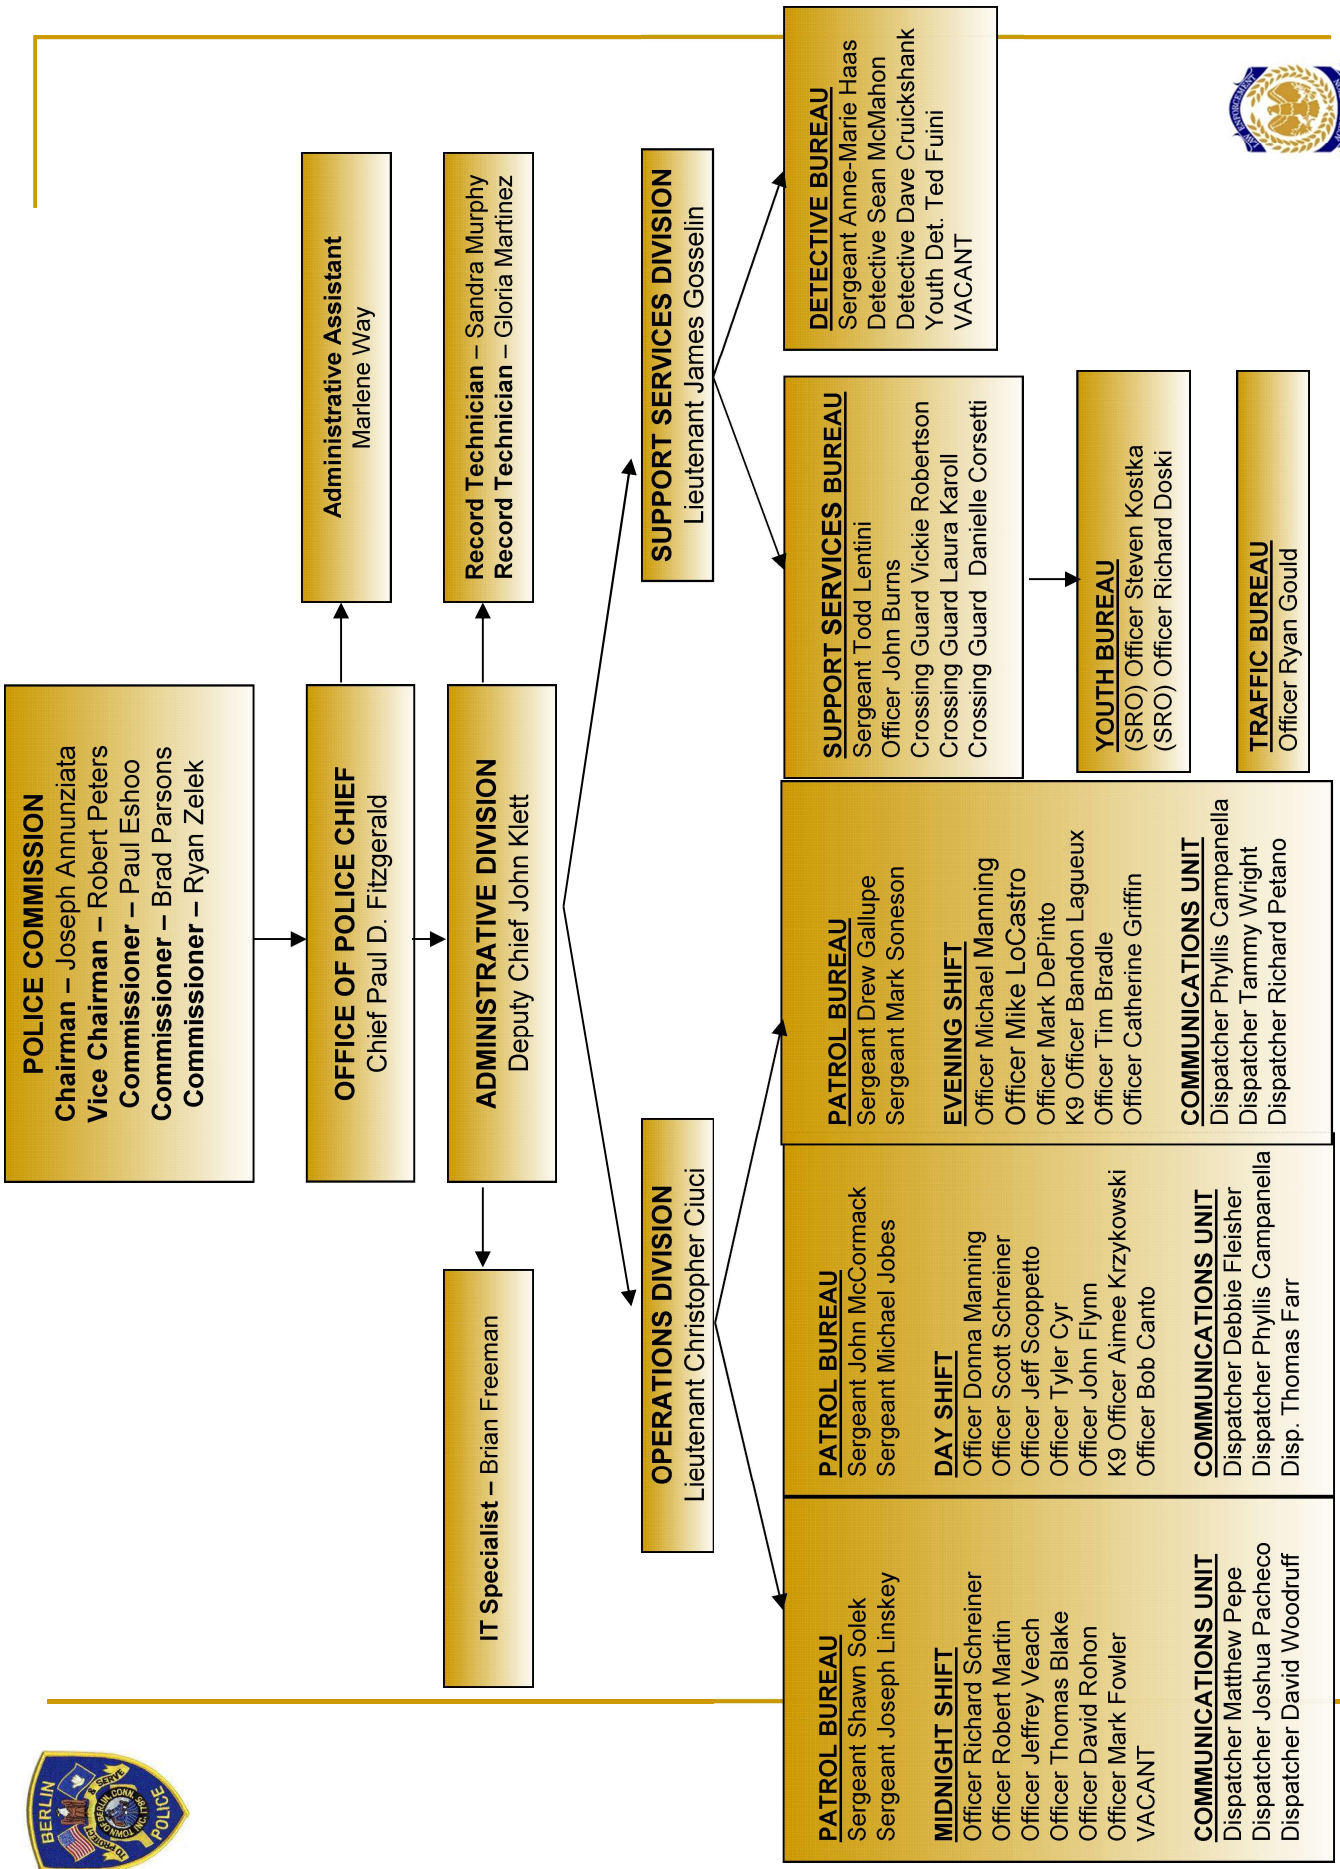 BERLIN
POLICE
TO PROTECT & SERVE
LAW ENFORCEMENT
POLICE COMMISSION
Chairman – Joseph Annunziata
Vice Chairman – Robert Peters
Commissioner – Paul Eshoo
Commissioner – Brad Parsons
Commissioner – Ryan Zelek
OFFICE OF POLICE CHIEF
Chief Paul D. Fitzgerald
Administrative Assistant
Marlene Way
ADMINISTRATIVE DIVISION
Deputy Chief John Klett
IT Specialist – Brian Freeman
Record Technician – Sandra Murphy
Record Technician – Gloria Martinez
OPERATIONS DIVISION
Lieutenant Christopher Ciuci
SUPPORT SERVICES DIVISION
Lieutenant James Gosselin
PATROL BUREAU
Sergeant Shawn Solek
Sergeant Joseph Linskey
MIDNIGHT SHIFT
Officer Richard Schreiner
Officer Robert Martin
Officer Jeffrey Veach
Officer Thomas Blake
Officer David Rohon
Officer Mark Fowler
VACANT
COMMUNICATIONS UNIT
Dispatcher Matthew Pepe
Dispatcher Joshua Pacheco
Dispatcher David Woodruff
PATROL BUREAU
Sergeant John McCormack
Sergeant Michael Jobes
DAY SHIFT
Officer Donna Manning
Officer Scott Schreiner
Officer Jeff Scoppetto
Officer Tyler Cyr
Officer John Flynn
K9 Officer Aimee Krzykowski
Officer Bob Canto
COMMUNICATIONS UNIT
Dispatcher Debbie Fleisher
Dispatcher Phyllis Campanella
Disp. Thomas Farr
PATROL BUREAU
Sergeant Drew Gallupe
Sergeant Mark Soneson
EVENING SHIFT
Officer Michael Manning
Officer Mike LoCastro
Officer Mark DePinto
K9 Officer Bandon Lagueux
Officer Tim Bradle
Officer Catherine Griffin
COMMUNICATIONS UNIT
Dispatcher Phyllis Campanella
Dispatcher Tammy Wright
Dispatcher Richard Petano
SUPPORT SERVICES BUREAU
Sergeant Todd Lentini
Officer John Burns
Crossing Guard Vickie Robertson
Crossing Guard Laura Karoll
Crossing Guard Danielle Corsetti
YOUTH BUREAU
(SRO) Officer Steven Kostka
(SRO) Officer Richard Doski
TRAFFIC BUREAU
Officer Ryan Gould
DETECTIVE BUREAU
Sergeant Anne-Marie Haas
Detective Sean McMahon
Detective Dave Cruickshank
Youth Det. Ted Fuini
VACANT